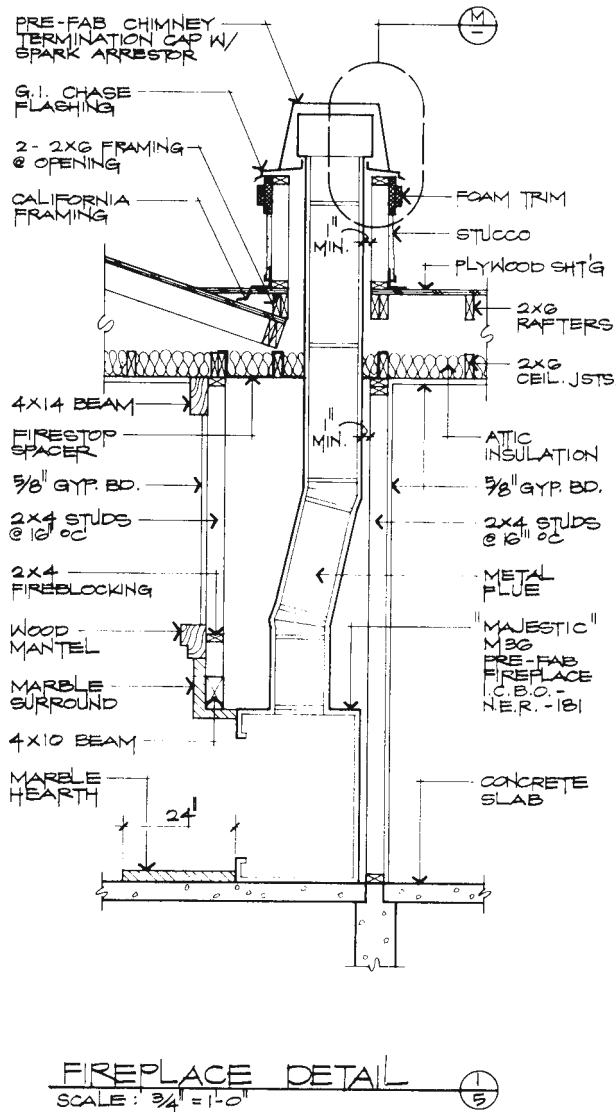 PRE-FAB CHIMNEY
TERMINATION CAP W/
SPARK ARRESTOR
G.I. CHASE
FLASHING
2- 2X6 FRAMING
@ OPENING
CALIFORNIA
FRAMING
M
-
FOAM TRIM
STUCCO
PLYWOOD SHT'G
2X6
RAFTERS
2X6
CEIL. JSTS
1"
MIN.
1"
MIN.
4X14 BEAM
FIRESTOP
SPACER
5/8" GYP. BD.
2X4 STUDS
@ 16" OC
2X4
FIREBLOCKING
WOOD
MANTEL
MARBLE
SURROUND
4X10 BEAM
MARBLE
HEARTH
24"
ATTIC
INSULATION
5/8" GYP. BD.
2X4 STUDS
@ 16" OC
METAL
FLUE
"MAJESTIC"
M36
PRE-FAB
FIREPLACE
I.C.B.O.-
N.E.R.-181
CONCRETE
SLAB
FIREPLACE DETAIL
SCALE: 3/4" = 1'-0"
1
5